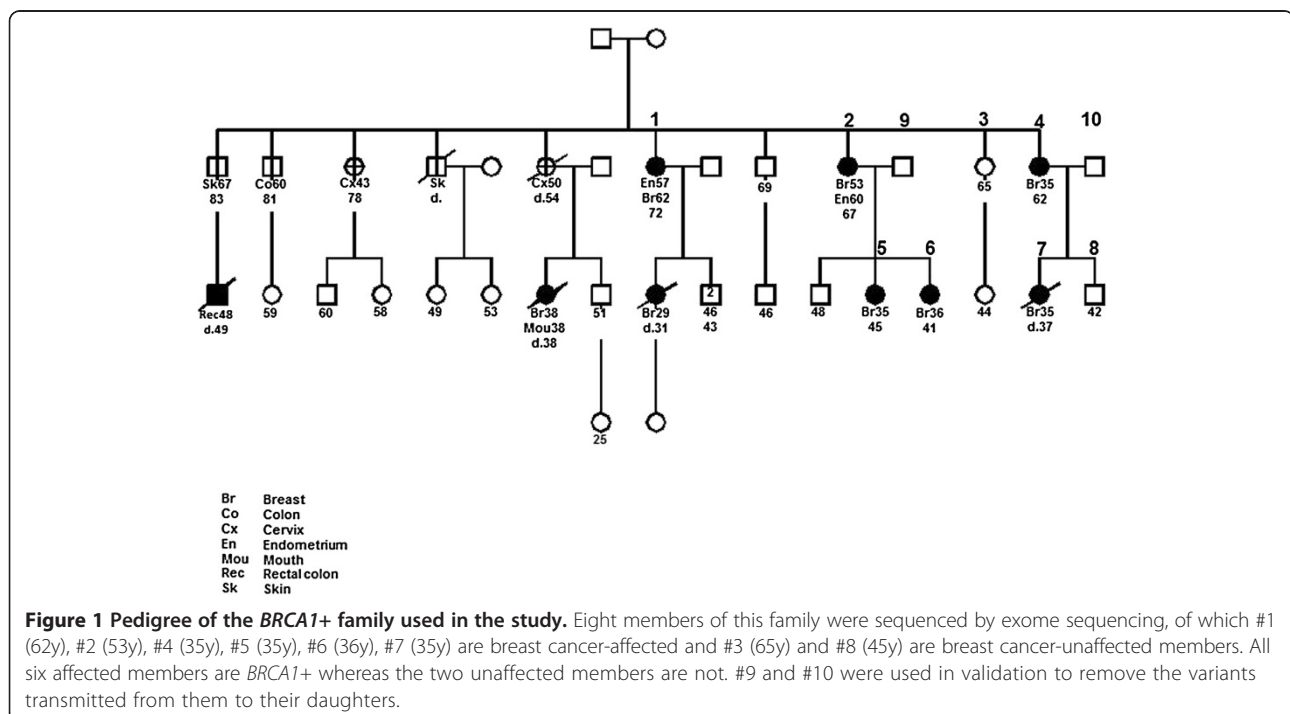 1 2 9 3 4 10
Sk67 Co60 Cx43 Sk Cx50 En57 69 Br53 65 Br35
83 81 78 d. d.54 Br62 En60 62
72 67
5 6 7 8
2
Rec48 59 60 58 49 53 Br38 51 Br29 46 46 48 Br35 Br36 44 Br35 42
d.49 Mou38 d.31 43 45 41 d.37
d.38
25
Br Breast
Co Colon
Cx Cervix
En Endometrium
Mou Mouth
Rec Rectal colon
Sk Skin
Figure 1 Pedigree of the BRCA1+ family used in the study. Eight members of this family were sequenced by exome sequencing, of which #1
(62y), #2 (53y), #4 (35y), #5 (35y), #6 (36y), #7 (35y) are breast cancer-affected and #3 (65y) and #8 (45y) are breast cancer-unaffected members. All
six affected members are BRCA1+ whereas the two unaffected members are not. #9 and #10 were used in validation to remove the variants
transmitted from them to their daughters.